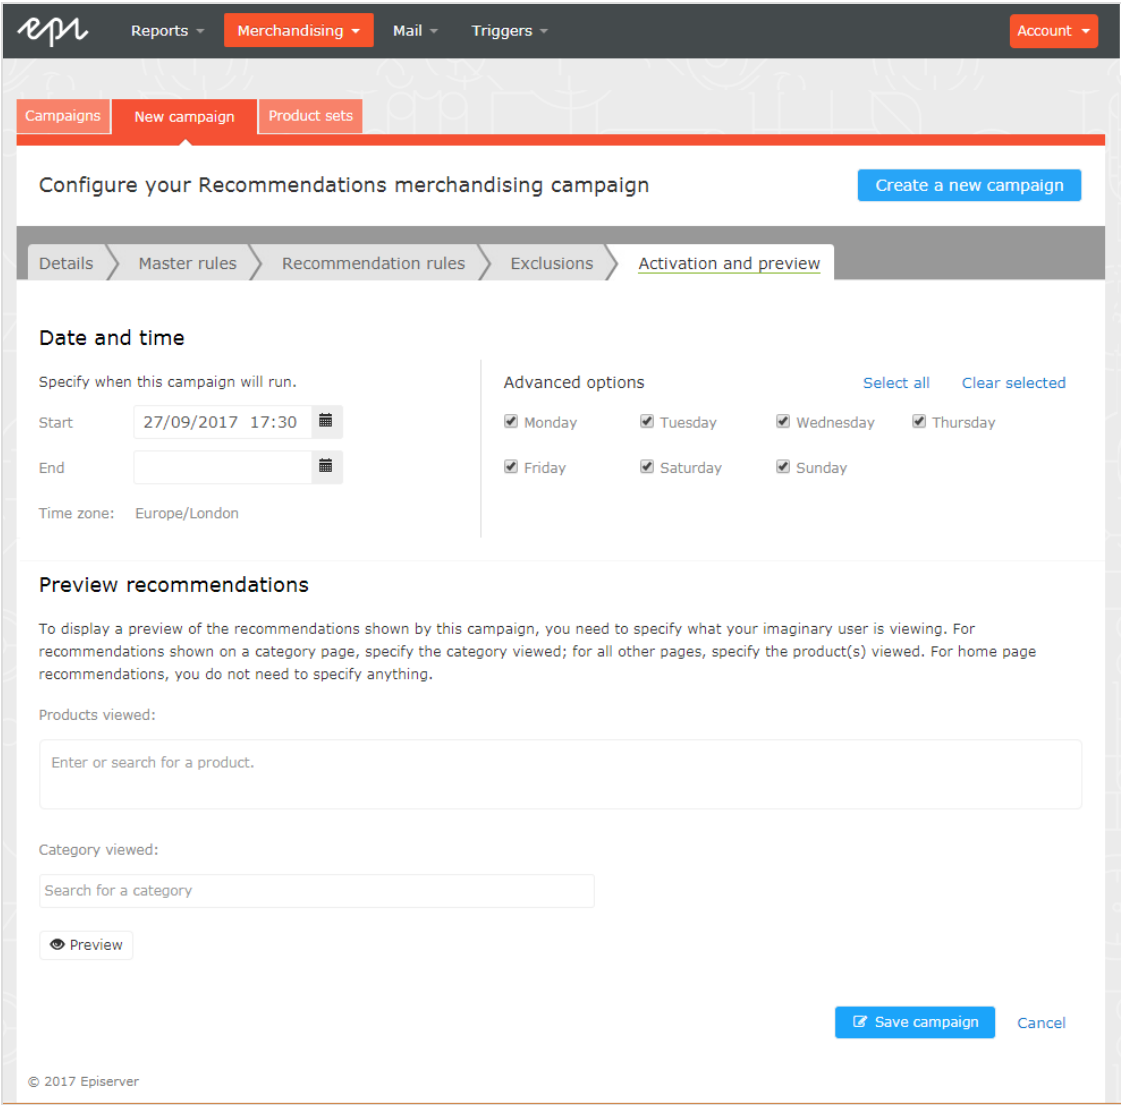 epi Reports Merchandising Mail Triggers Account
Campaigns New campaign Product sets
Configure your Recommendations merchandising campaign Create a new campaign
Details Master rules Recommendation rules Exclusions Activation and preview
Date and time
Specify when this campaign will run.
Start 27/09/2017 17:30
End
Time zone: Europe/London
Advanced options Select all Clear selected
Monday Tuesday Wednesday Thursday
Friday Saturday Sunday
Preview recommendations
To display a preview of the recommendations shown by this campaign, you need to specify what your imaginary user is viewing. For
recommendations shown on a category page, specify the category viewed; for all other pages, specify the product(s) viewed. For home page
recommendations, you do not need to specify anything.
Products viewed:
Enter or search for a product.
Category viewed:
Search for a category
Preview
Save campaign Cancel
© 2017 Episerver